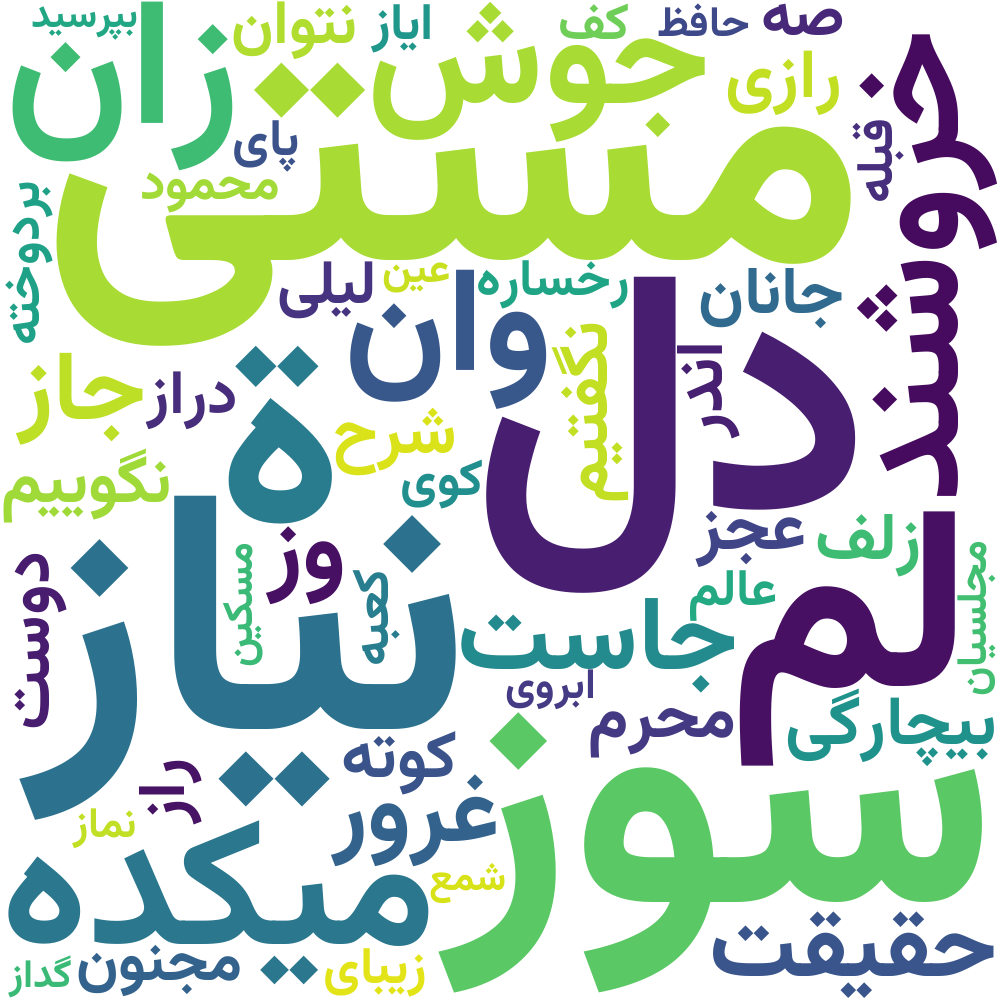 بپرسید
نتوان
ایاز
کف
حافظ
صه
زان
جوش
رازی
خروشند
قبله
پای
مستی
محمود
بردوخته
لیلی
عین
رخساره
جانان
وان
دل
نگفتیم
اندر
ة
جاز
دراز
شرح
کوی
نگوییم
نیاز
وز
عجز
زلف
لم
دوست
مسکین
کعبه
جاست
عالم
مجلسیان
ابروی
محرم
بیچارگی
سوز
کوته
راز
غرور
نماز
میکده
شمع
حقیقت
گداز
مجنون
زیبای